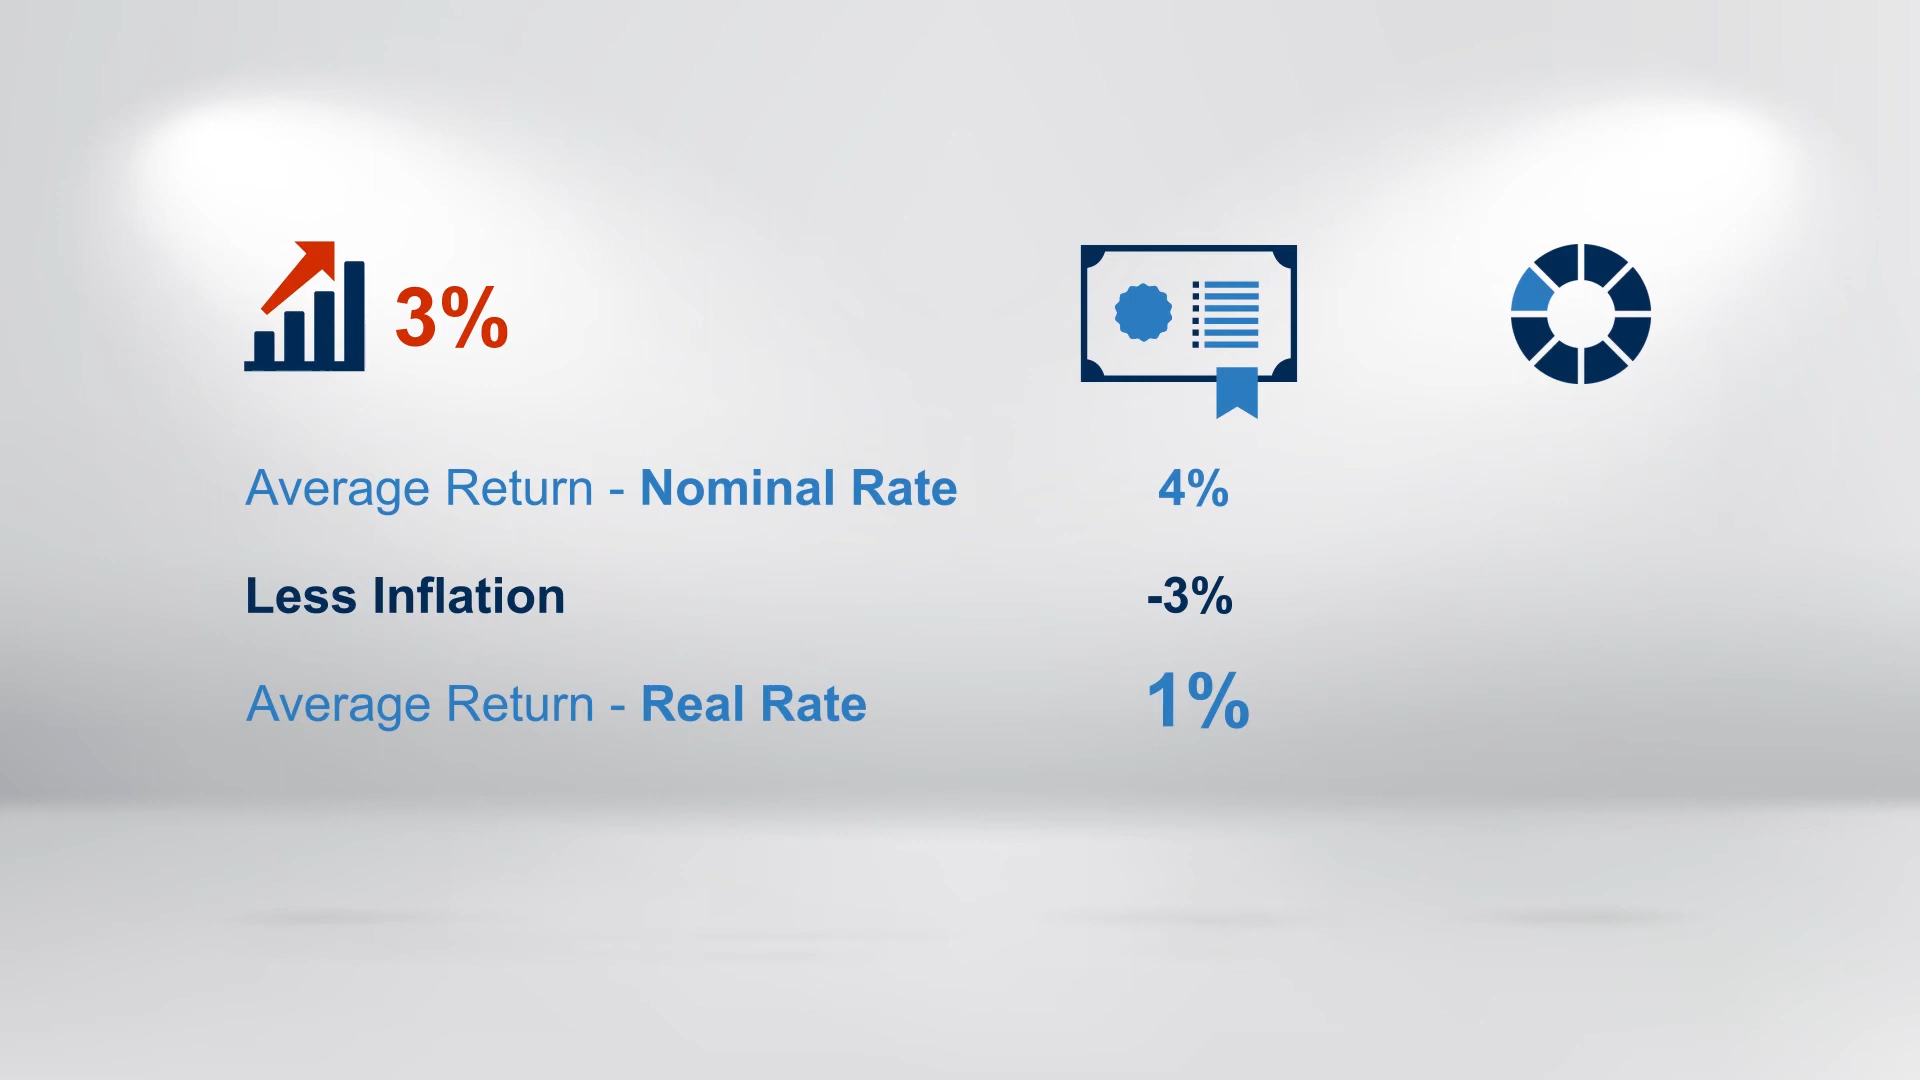 3%
Average Return - Nominal Rate 4%
Less Inflation -3%
Average Return - Real Rate 1%